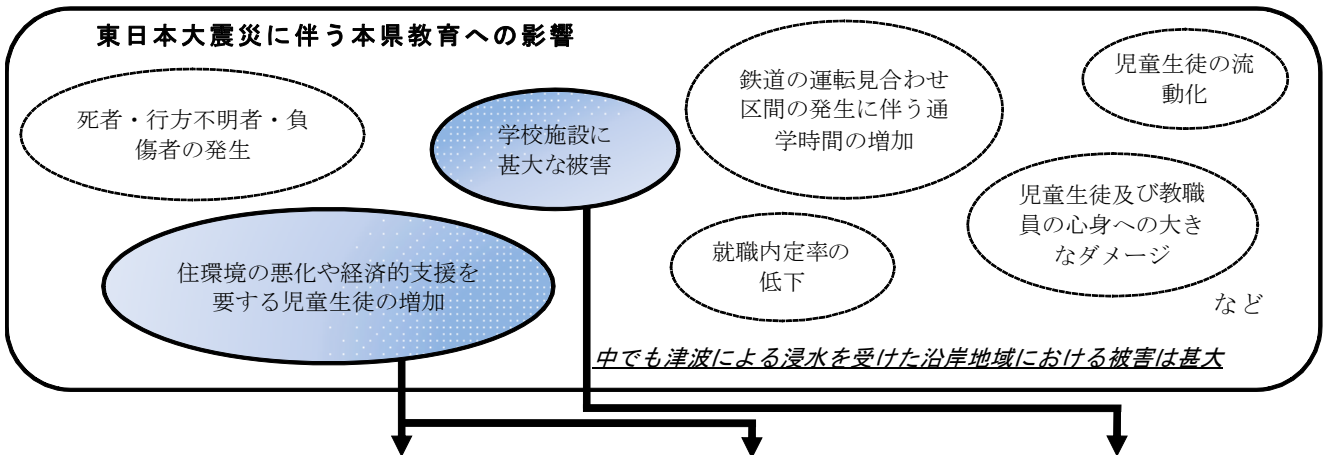 東日本大震災に伴う本県教育への影響
死者・行方不明者・負
傷者の発生
学校施設に
甚大な被害
鉄道の運転見合わせ
区間の発生に伴う通
学時間の増加
児童生徒の流
動化
住環境の悪化や経済的支援を
要する児童生徒の増加
就職内定率の
低下
児童生徒及び教職
員の心身への大き
なダメージ
など
中でも津波による浸水を受けた沿岸地域における被害は甚大